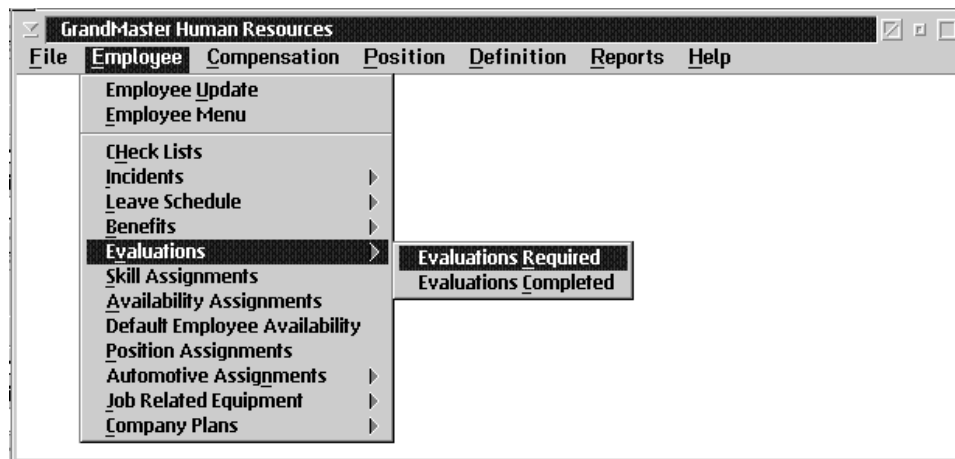 GrandMaster Human Resources
File Employee Compensation Position Definition Reports Help
Employee Update
Employee Menu
CHeck Lists
Incidents
Leave Schedule
Benefits
Evaluations
Evaluations Required
Evaluations Completed
Skill Assignments
Availability Assignments
Default Employee Availability
Position Assignments
Automotive Assignments
Job Related Equipment
Company Plans